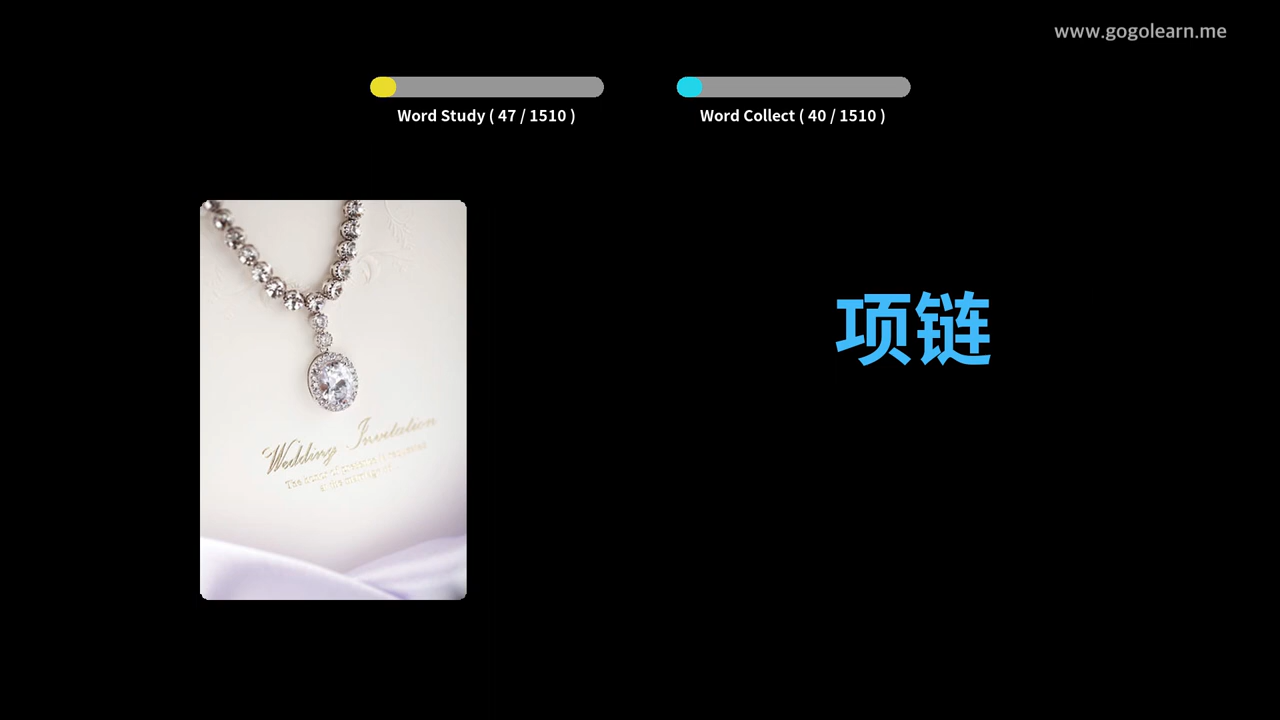 www.gogolearn.me
Word Study ( 47 / 1510 )
Word Collect ( 40 / 1510 )
项链
Wedding Invitation